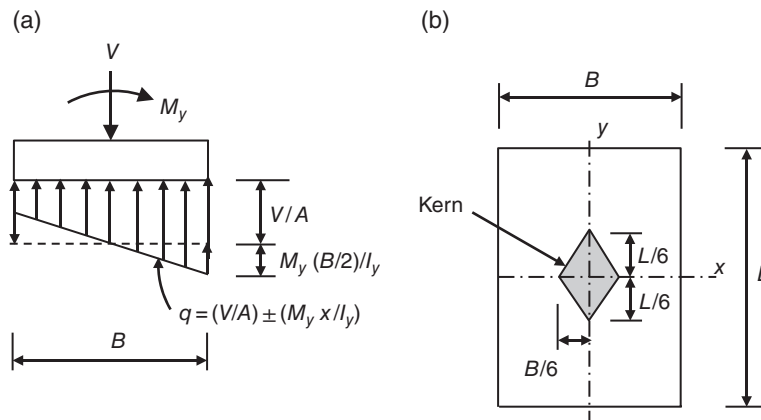 (a)
V
M_y
V/A
M_y (B/2)/I_y
q = (V/A) ± (M_y x/I_y)
B
(b)
B
y
Kern
L/6
x
L/6
B/6